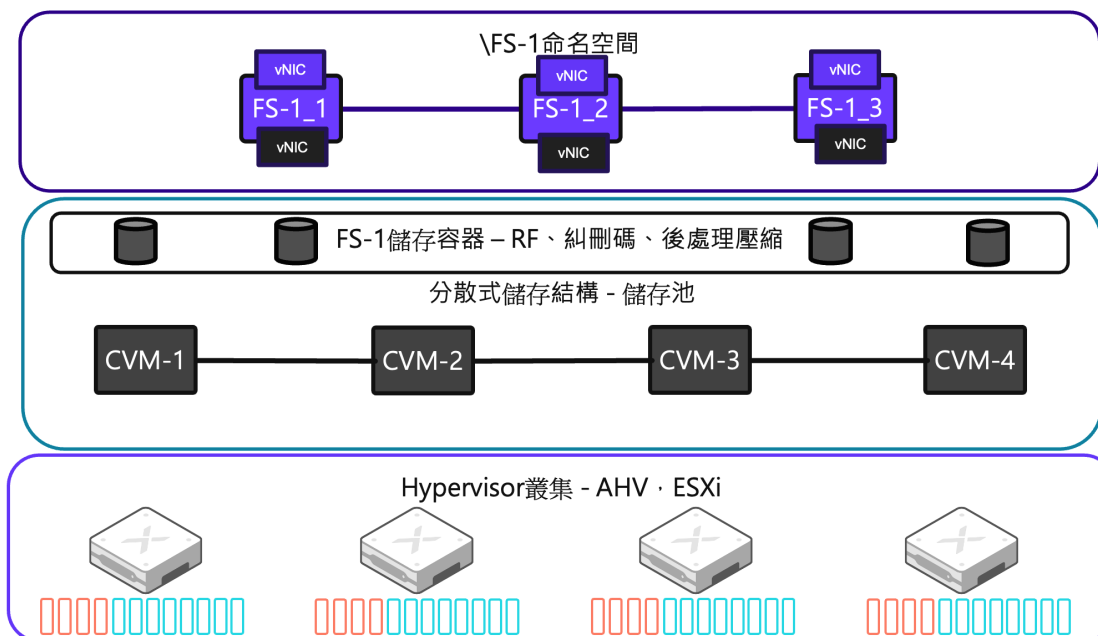 \FS-1命名空間
vNIC
vNIC
vNIC
FS-1_1
FS-1_2
FS-1_3
vNIC
vNIC
vNIC
FS-1儲存容器 – RF、糾刪碼、後處理壓縮
分散式儲存結構 - 儲存池
CVM-1
CVM-2
CVM-3
CVM-4
Hypervisor叢集 - AHV，ESXi